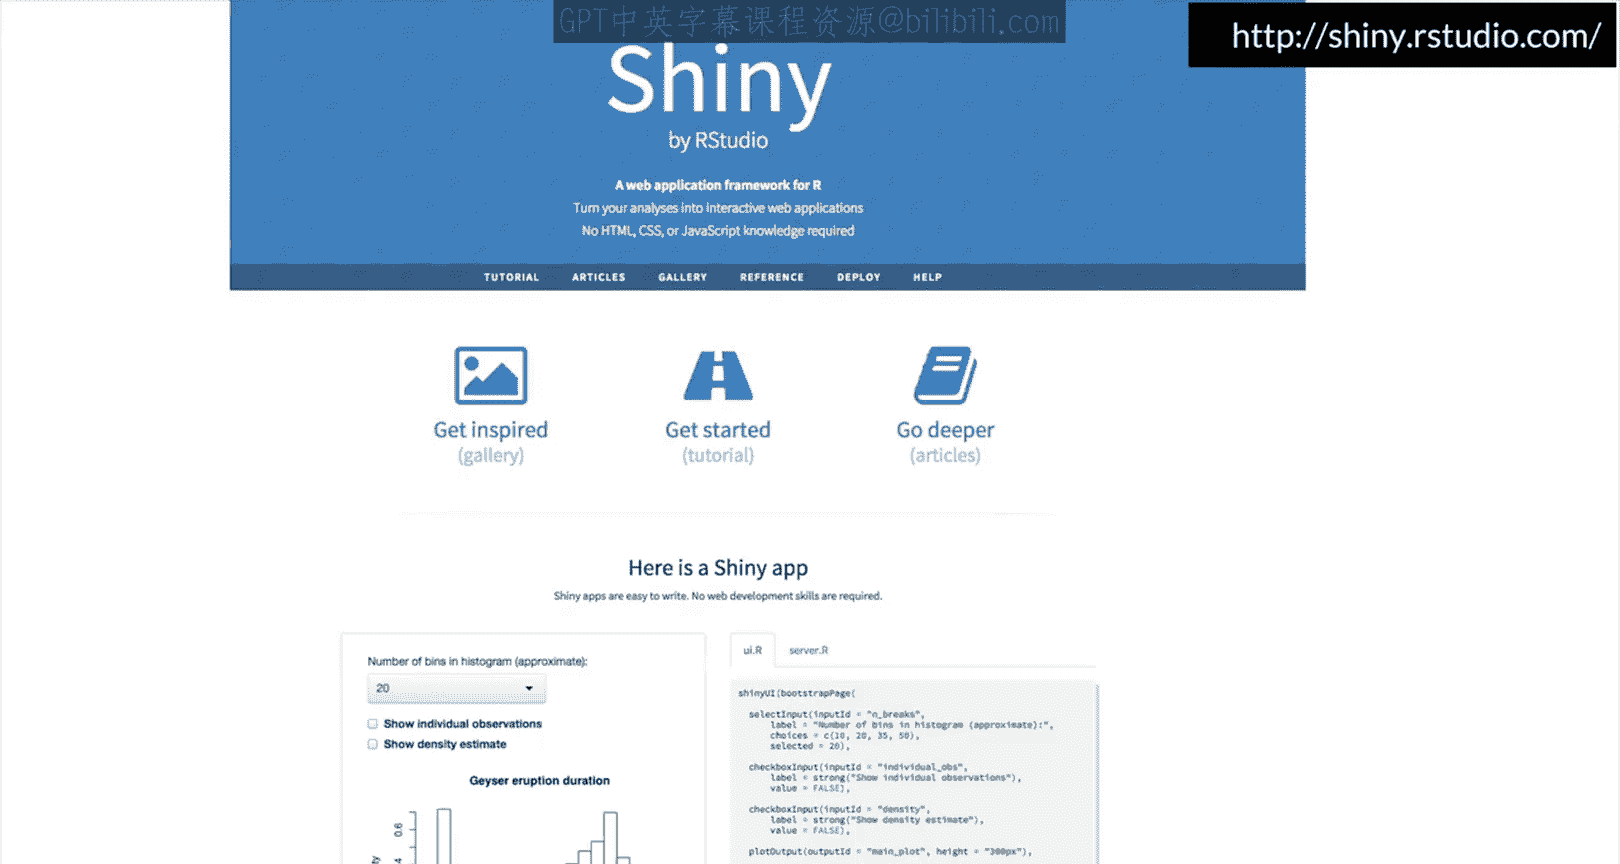 GPT中英字幕课程资源@bilibili.com
http://shiny.rstudio.com/
Shiny
by RStudio
A web application framework for R
Turn your analyses into interactive web applications
No HTML, CSS, or JavaScript knowledge required
TUTORIAL ARTICLES GALLERY REFERENCE DEPLOY HELP
Get inspired
(gallery)
Get started
(tutorial)
Go deeper
(articles)
Here is a Shiny app
Shiny apps are easy to write. No web development skills are required.
Number of bins in histogram (approximate):
20
Show individual observations
Show density estimate
Geyser eruption duration
0.6
ui.R server.R
shinyUI(bootstrapPage(
selectInput(inputId = "n_breaks",
label = "Number of bins in histogram (approximate):",
choices = c(10, 20, 35, 50),
selected = 20),
checkboxInput(inputId = "individual_obs",
label = strong("Show individual observations"),
value = FALSE),
checkboxInput(inputId = "density",
label = strong("Show density estimate"),
value = FALSE),
plotOutput(outputId = "main_plot", height = "300px"),